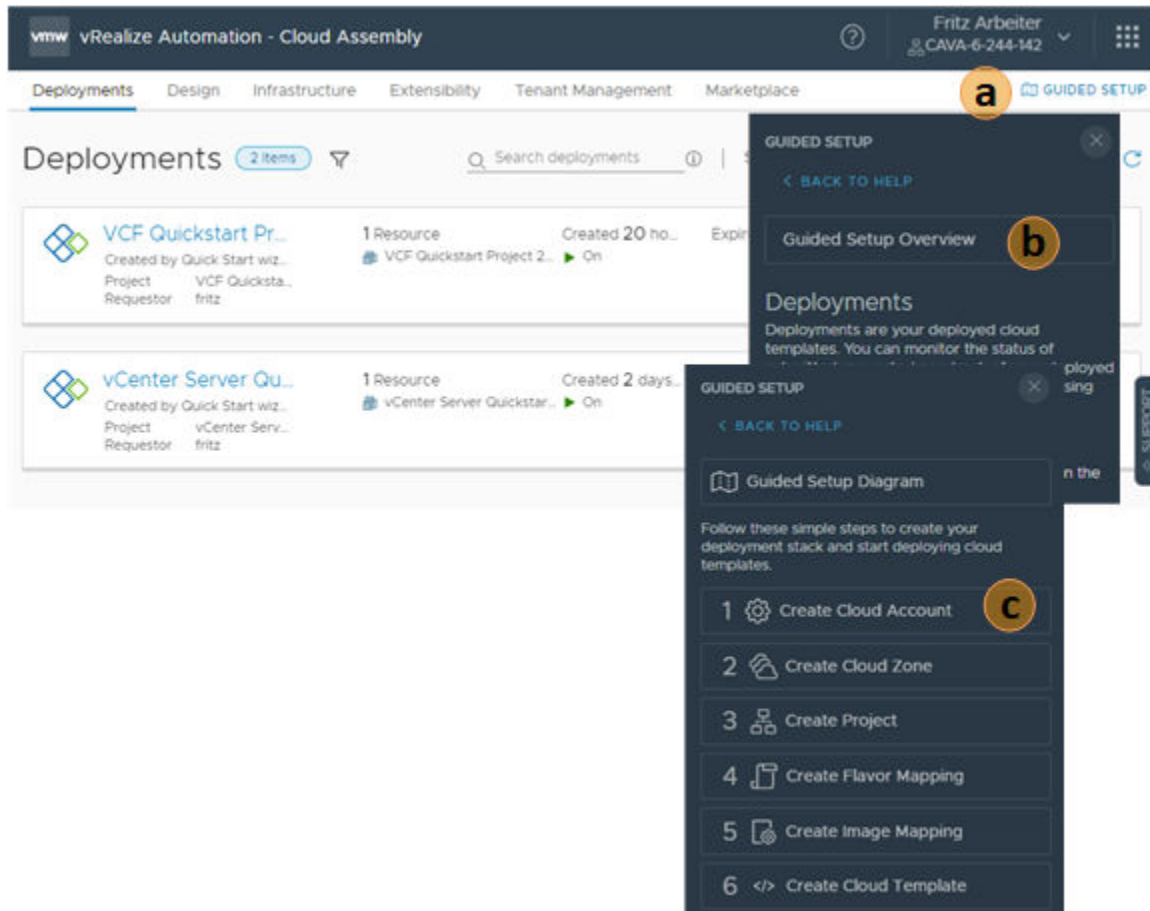 vmw vRealize Automation - Cloud Assembly
Fritz Arbeiter
CAVA-6-244-142
Deployments Design Infrastructure Extensibility Tenant Management Marketplace
a
GUIDED SETUP
Deployments 2 items
Search deployments
VCF Quickstart Pr...
Created by Quick Start wiz...
Project VCF Quicksta...
Requestor fritz
1 Resource
VCF Quickstart Project 2...
Created 20 ho...
On
vCenter Server Qu...
Created by Quick Start wiz...
Project vCenter Serv...
Requestor fritz
1 Resource
vCenter Server Quickstar...
Created 2 days...
On
GUIDED SETUP
< BACK TO HELP
Guided Setup Overview
b
Deployments
Deployments are your deployed cloud
templates. You can monitor the status of
n the
SUPPORT
GUIDED SETUP
< BACK TO HELP
Guided Setup Diagram
Follow these simple steps to create your
deployment stack and start deploying cloud
templates.
1 Create Cloud Account
c
2 Create Cloud Zone
3 Create Project
4 Create Flavor Mapping
5 Create Image Mapping
6 </> Create Cloud Template